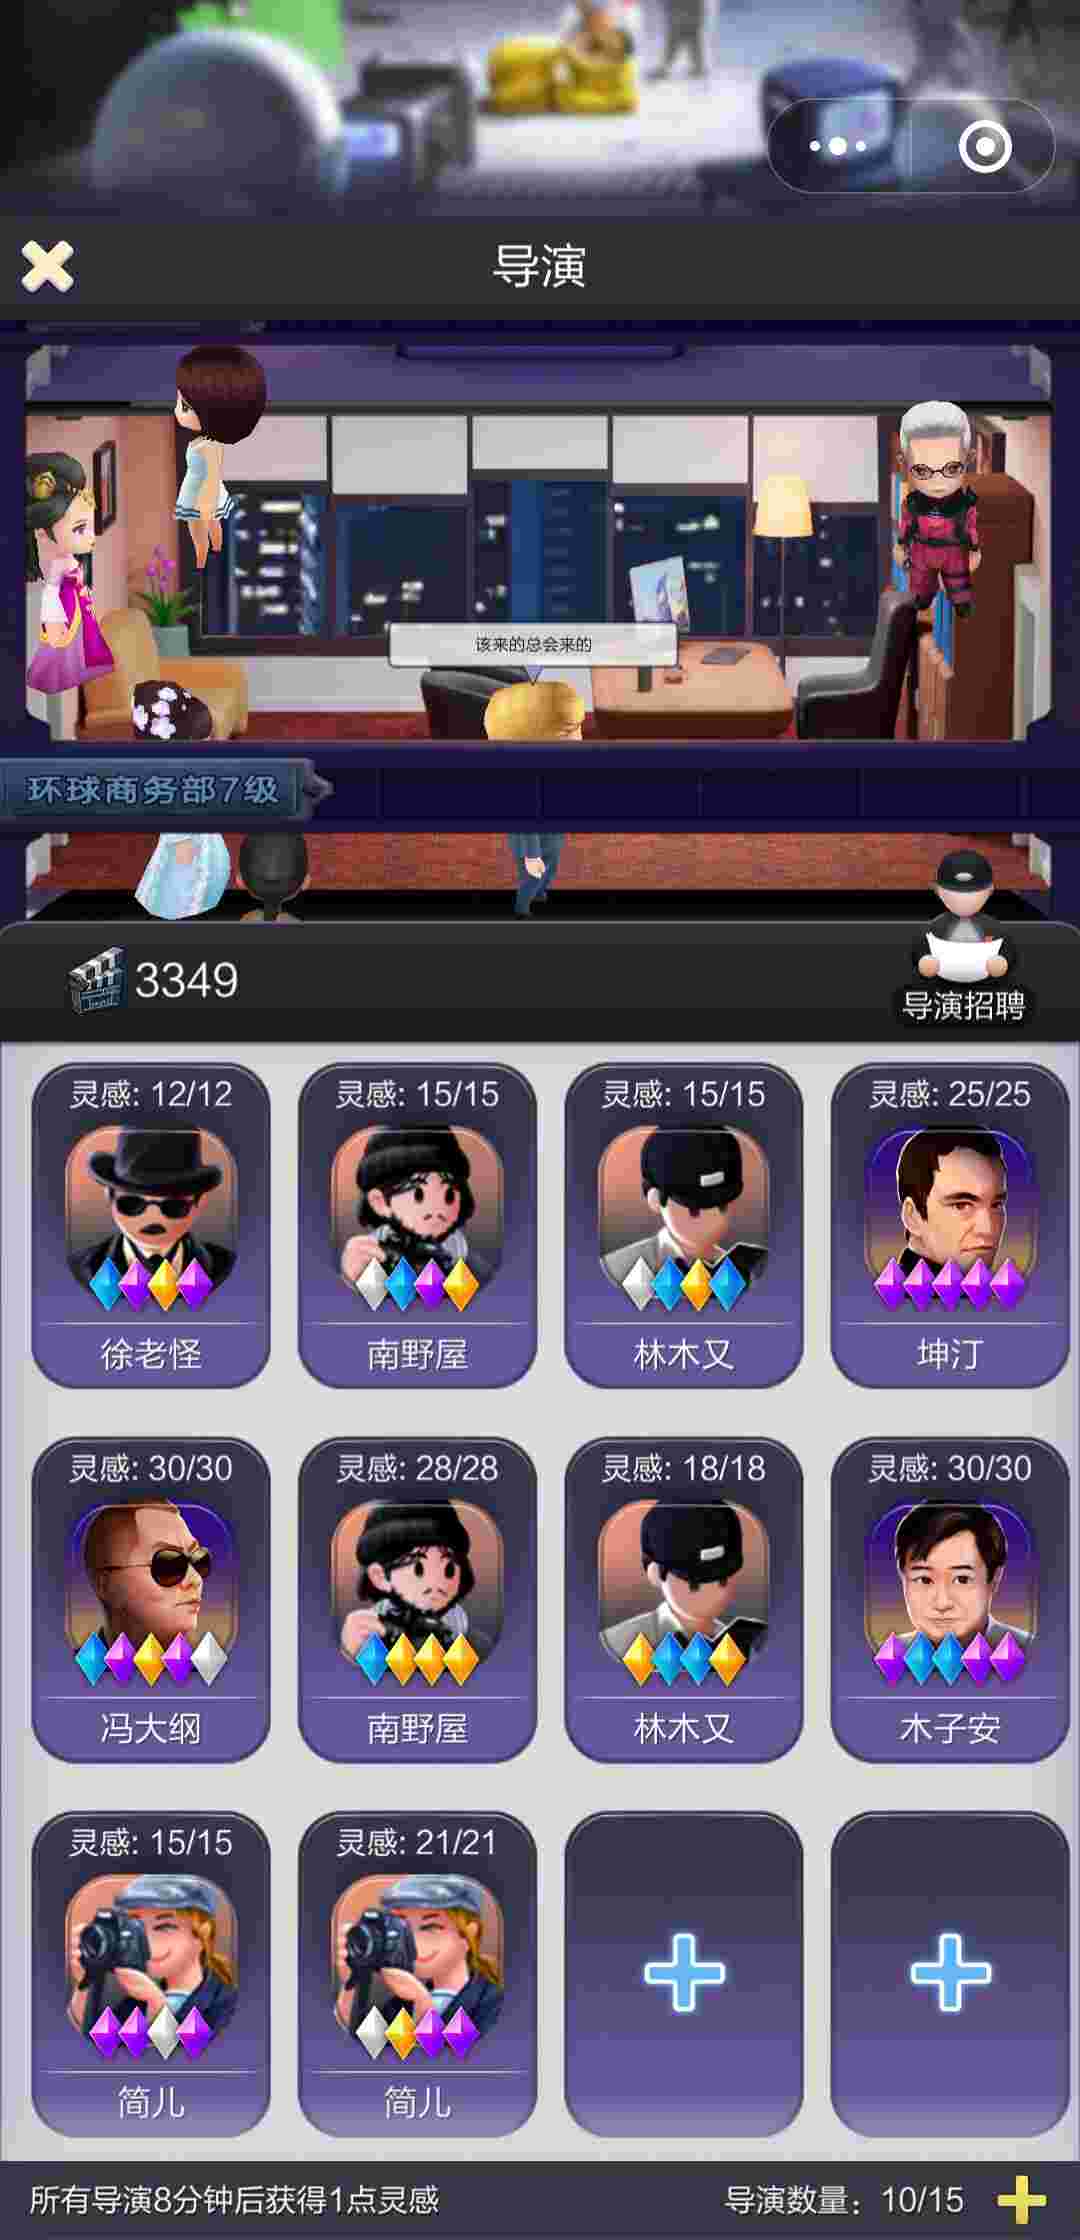 导演
该来的总会来的
环球商务部7级
3349
导演招聘
灵感: 12/12
灵感: 15/15
灵感: 15/15
灵感: 25/25
徐老怪
南野屋
林木又
坤汀
灵感: 30/30
灵感: 28/28
灵感: 18/18
灵感: 30/30
冯大纲
南野屋
林木又
木子安
灵感: 15/15
灵感: 21/21
简儿
简儿
所有导演8分钟后获得1点灵感
导演数量: 10/15